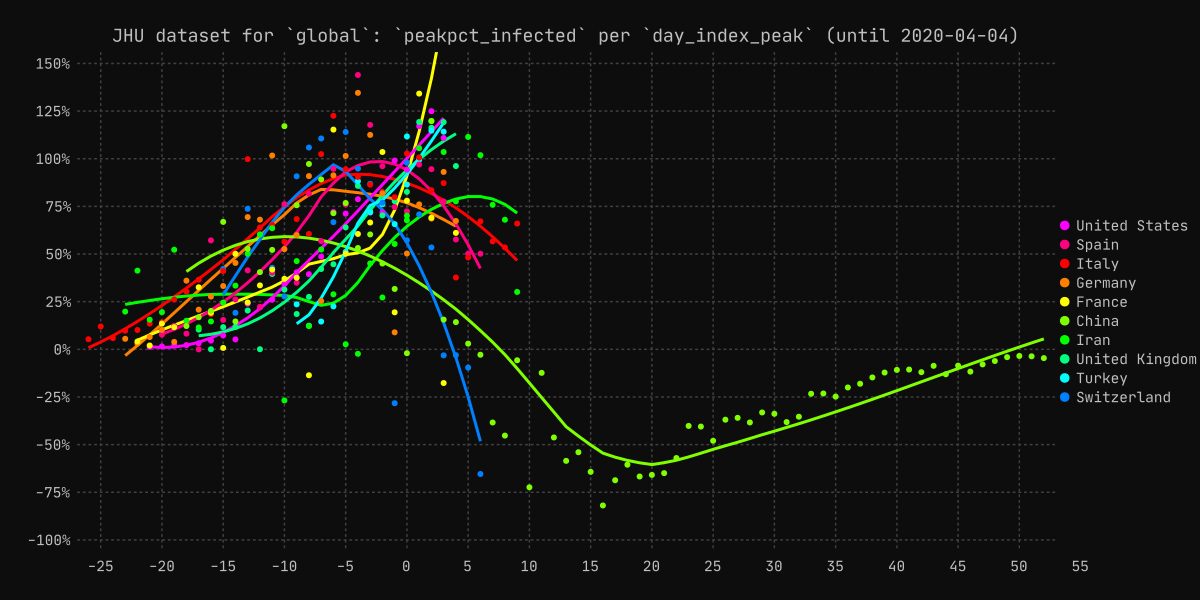 JHU dataset for `global`: `peakpct_infected` per `day_index_peak` (until 2020-04-04)
150%
125%
100%
75%
50%
25%
0%
-25%
-50%
-75%
-100%
-25 -20 -15 -10 -5 0 5 10 15 20 25 30 35 40 45 50 55
United States
Spain
Italy
Germany
France
China
Iran
United Kingdom
Turkey
Switzerland